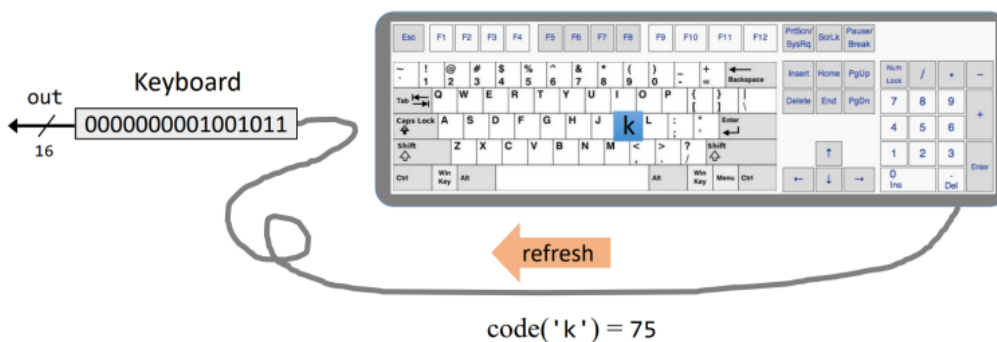 Keyboard
out
0000000001001011
16
Esc F1 F2 F3 F4 F5 F6 F7 F8 F9 F10 F11 F12 PrtScn/ SysRq ScrLk Pause/ Break
~ ! @ # $ % ^ & * ( ) _ + Backspace
` 1 2 3 4 5 6 7 8 9 0 - =
Insert Home PgUp Num Lock / * -
Tab Q W E R T Y U I O P { } |
[ ] \
Delete End PgDn 7 8 9 +
Caps Lock A S D F G H J k L : " Enter
; '
4 5 6
Shift Z X C V B N M < > ? Shift
, . /
↑ 1 2 3 Enter
Ctrl Win Key Alt Alt Win Key Menu Ctrl ← ↓ → 0 Ins . Del
refresh
code('k') = 75